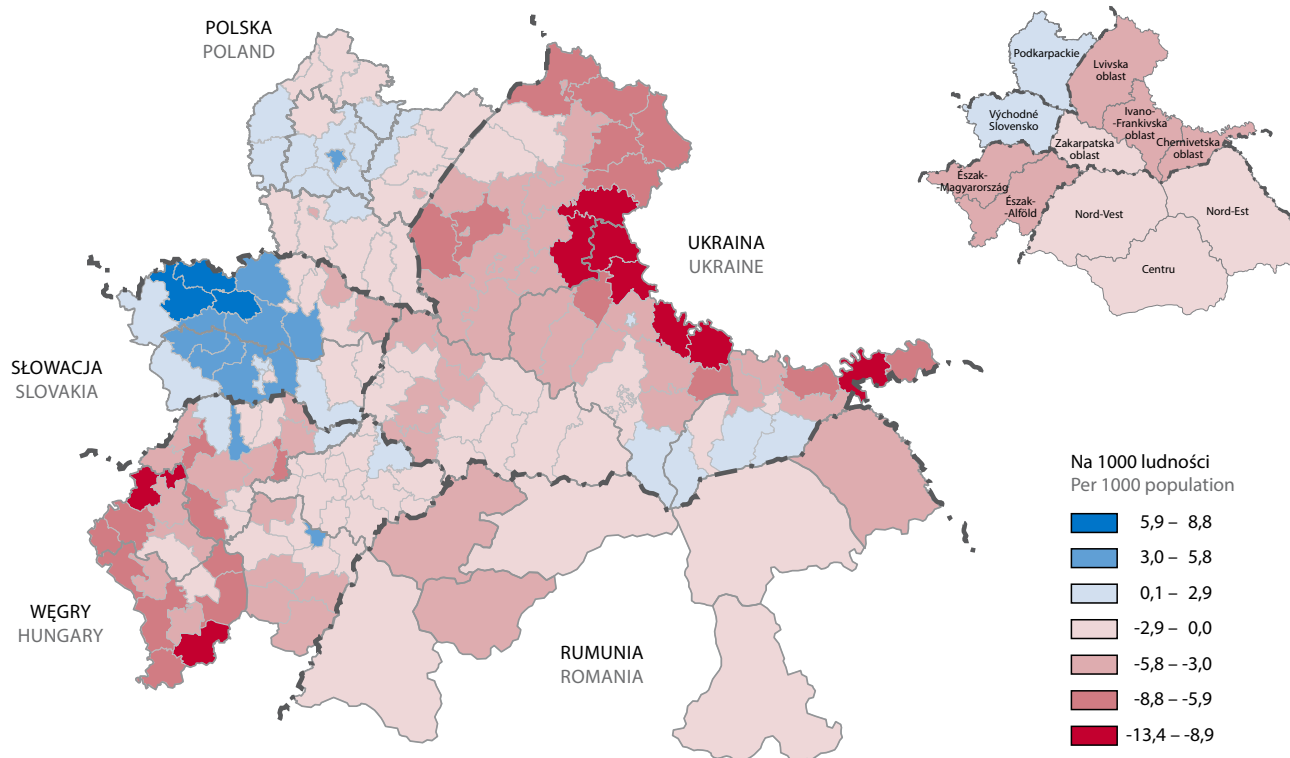 POLSKA
POLAND
UKRAINA
UKRAINE
SŁOWACJA
SLOVAKIA
WĘGRY
HUNGARY
RUMUNIA
ROMANIA
Podkarpackie
Lvivska
oblast
Východné
Slovensko
Ivano-
-Frankivska
oblast
Zakarpatska
oblast
Chernivetska
oblast
Észak-
-Magyarország
Észak-
-Alföld
Nord-Vest
Nord-Est
Centru
Na 1000 ludności
Per 1000 population
5,9 – 8,8
3,0 – 5,8
0,1 – 2,9
-2,9 – 0,0
-5,8 – -3,0
-8,8 – -5,9
-13,4 – -8,9